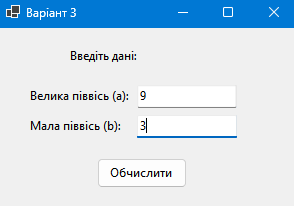 Варіант 3
Введіть дані:
Велика піввісь (a): 9
Мала піввісь (b): 3
Обчислити